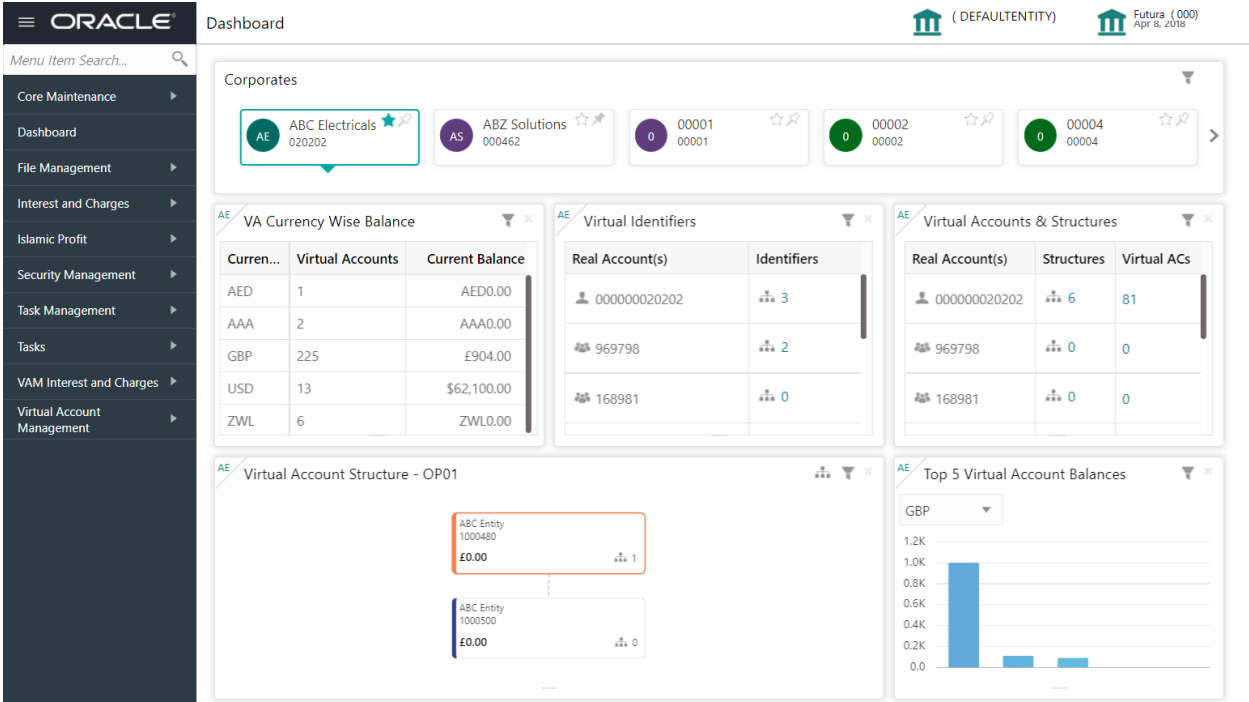 ORACLE
Dashboard
( DEFAULTENTITY)
Futura ( 000)
Apr 8, 2018
Menu Item Search...
Core Maintenance
Dashboard
File Management
Interest and Charges
Islamic Profit
Security Management
Task Management
Tasks
VAM Interest and Charges
Virtual Account
Management
Corporates
AE ABC Electricals
020202
AS ABZ Solutions
000462
0 00001
00001
0 00002
00002
0 00004
00004
AE VA Currency Wise Balance
Curren... Virtual Accounts Current Balance
AED 1 AED0.00
AAA 2 AAA0.00
GBP 225 £904.00
USD 13 $62,100.00
ZWL 6 ZWL0.00
AE Virtual Identifiers
Real Account(s) Identifiers
000000020202 3
969798 2
168981 0
AE Virtual Accounts & Structures
Real Account(s) Structures Virtual ACs
000000020202 6 81
969798 0 0
168981 0 0
AE Virtual Account Structure - OP01
ABC Entity
1000480
£0.00 1
ABC Entity
1000500
£0.00 0
AE Top 5 Virtual Account Balances
GBP
1.2K
1.0K
0.8K
0.6K
0.4K
0.2K
0.0